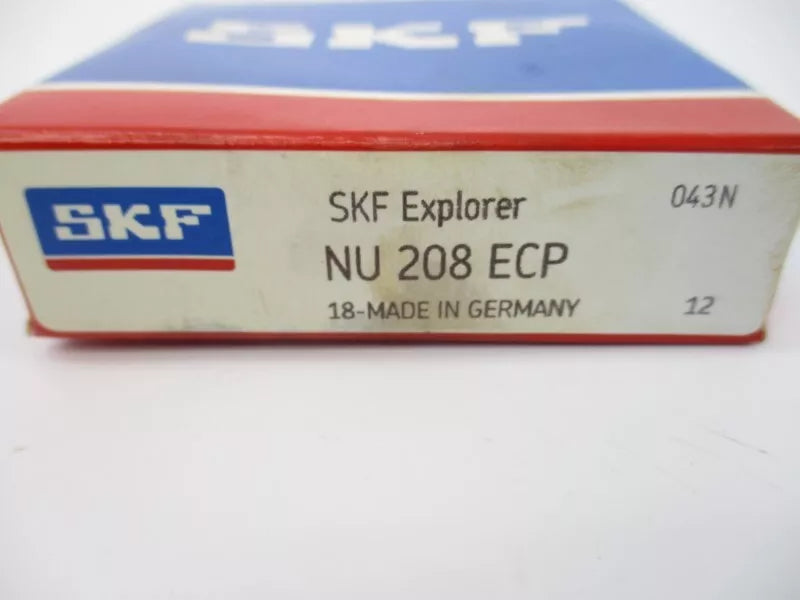 SKF
SKF
SKF Explorer
043N
NU 208 ECP
18-MADE IN GERMANY
12